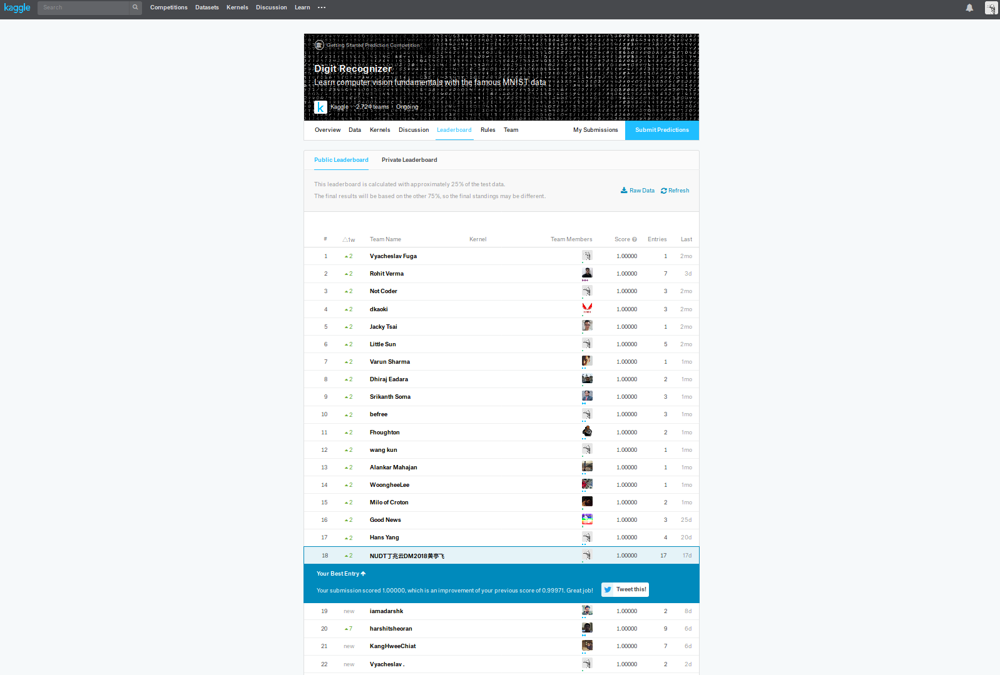 kaggle Search Competitions Datasets Kernels Discussion Learn
Getting Started Prediction Competition
Digit Recognizer
Learn computer vision fundamentals with the famous MNIST data
k Kaggle · 2,724 teams · Ongoing
Overview Data Kernels Discussion Leaderboard Rules Team My Submissions Submit Predictions
Public Leaderboard Private Leaderboard
This leaderboard is calculated with approximately 25% of the test data.
The final results will be based on the other 75%, so the final standings may be different.
Raw Data Refresh
# △1w Team Name Kernel Team Members Score Entries Last
1 2 Vyacheslav Fuga 1.00000 1 2mo
2 2 Rohit Verma 1.00000 7 3d
3 2 Not Coder 1.00000 3 2mo
4 2 dkaoki 1.00000 3 2mo
5 2 Jacky Tsai 1.00000 1 2mo
6 2 Little Sun 1.00000 5 2mo
7 2 Varun Sharma 1.00000 1 1mo
8 2 Dhiraj Eadara 1.00000 2 1mo
9 2 Srikanth Soma 1.00000 3 1mo
10 2 befree 1.00000 3 1mo
11 2 Fhoughton 1.00000 2 1mo
12 2 wang kun 1.00000 1 1mo
13 2 Alankar Mahajan 1.00000 1 1mo
14 2 WoongheeLee 1.00000 1 1mo
15 2 Milo of Croton 1.00000 2 1mo
16 2 Good News 1.00000 3 25d
17 2 Hans Yang 1.00000 4 20d
18 2 NUDT丁兆云DM2018黄亭飞 1.00000 17 17d
Your Best Entry
Your submission scored 1.00000, which is an improvement of your previous score of 0.99971. Great job! Tweet this!
19 new iamadarshk 1.00000 2 8d
20 7 harshitsheoran 1.00000 9 6d
21 new KangHweeChiat 1.00000 7 6d
22 new Vyacheslav . 1.00000 2 2d